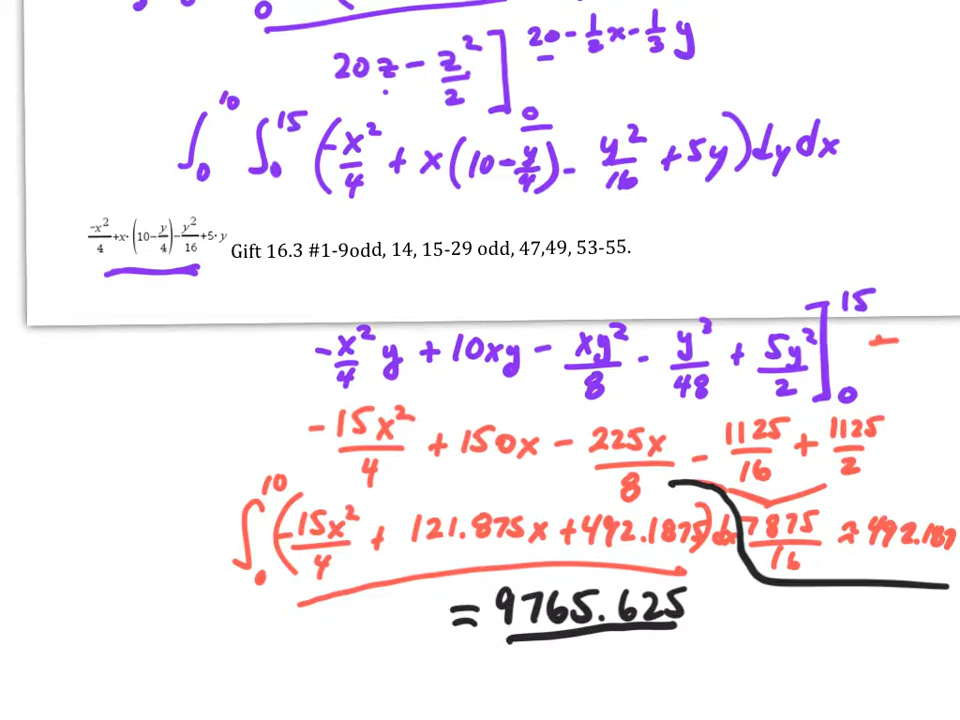 0
20z - z²/2 ]₀^(20 - 1/2 x - 1/3 y)
∫₀¹⁰ ∫₀¹⁵ (-x²/4 + x(10 - y/4) - y²/16 + 5y) dy dx
-x²/4 + x·(10 - y/4) - y²/16 + 5·y Gift 16.3 #1-9odd, 14, 15-29 odd, 47,49, 53-55.
-x²/4 y + 10xy - xy²/8 - y³/48 + 5y²/2 ]₀¹⁵ -
-15x²/4 + 150x - 225x/8 - 1125/16 + 1125/2
∫₀¹⁰ (-15x²/4 + 121.875x + 492.1875) dx 7875/16 ≈ 492.187
= 9765.625